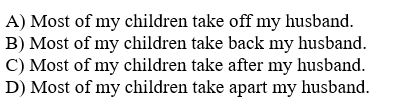 A) Most of my children take off my husband.
B) Most of my children take back my husband.
C) Most of my children take after my husband.
D) Most of my children take apart my husband.